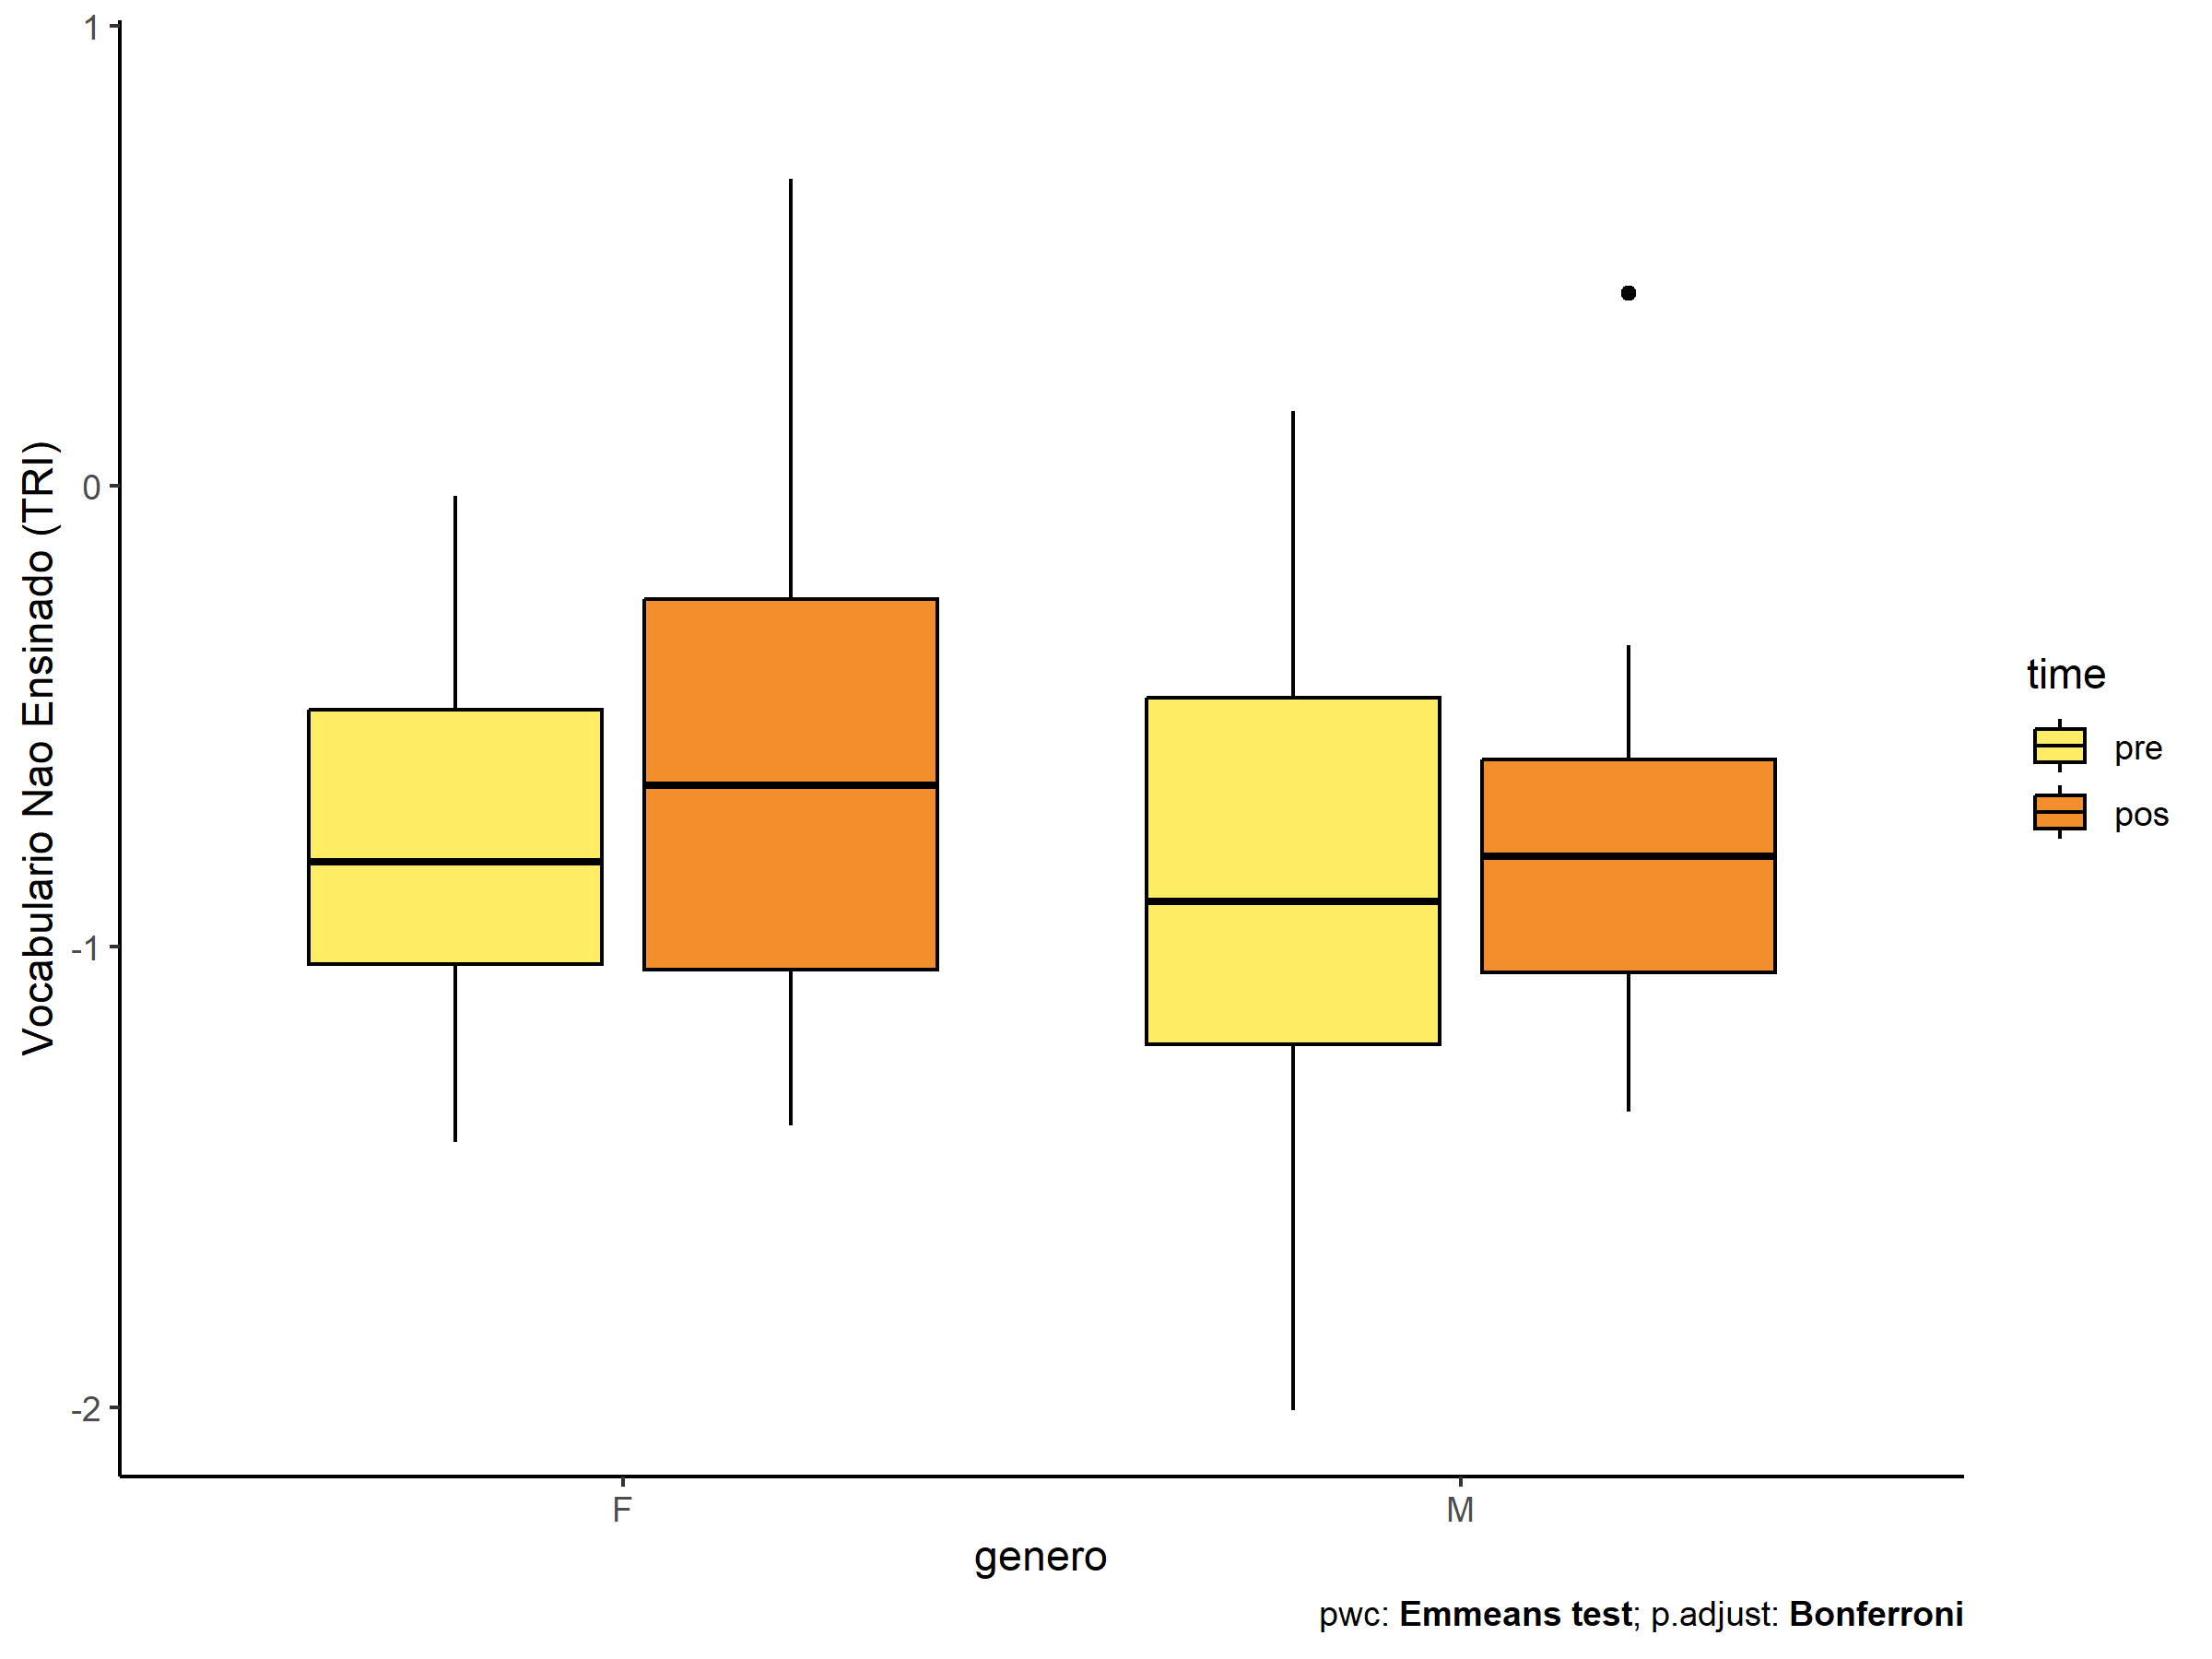 Vocabulario Nao Ensinado (TRI)
1
0
-1
-2
F
M
genero
time
pre
pos
pwc: Emmeans test; p.adjust: Bonferroni